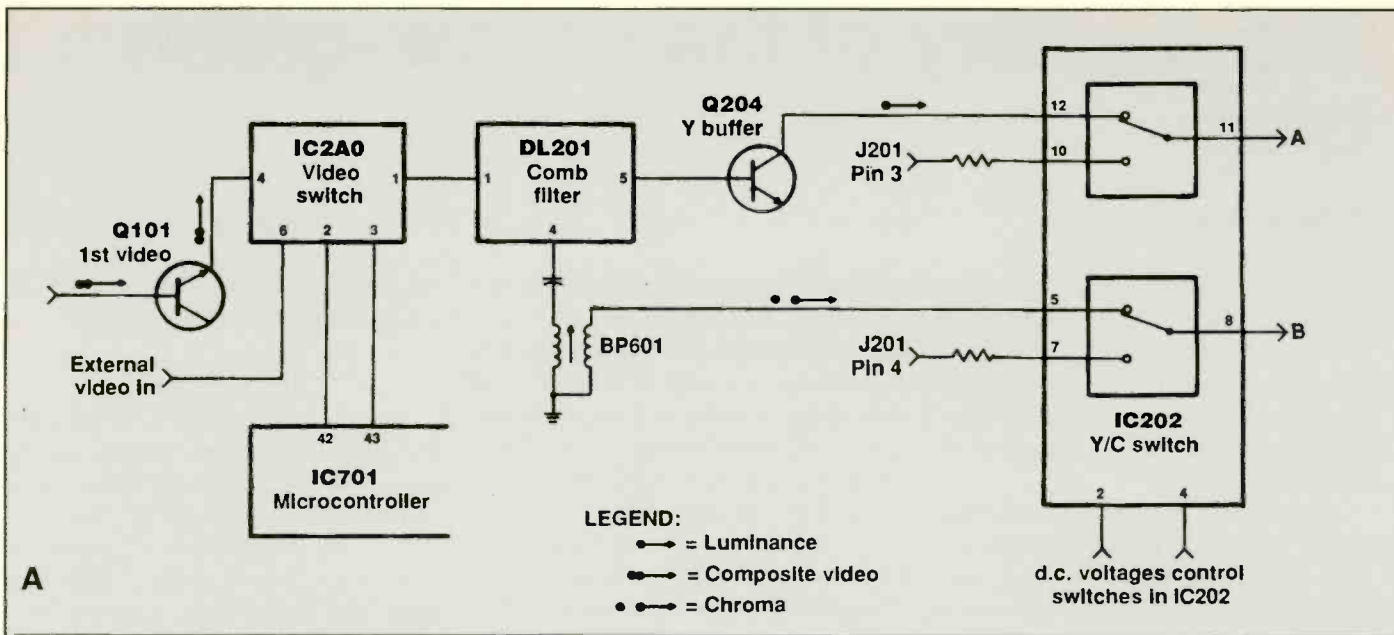 Q101
1st video
External
video in
4
IC2A0
Video
switch
1
6
2
3
42
43
IC701
Microcontroller
1
DL201
Comb
filter
5
4
BP601
Q204
Y buffer
J201
Pin 3
J201
Pin 4
12
10
11
A
5
7
8
B
IC202
Y/C switch
2
4
d.c. voltages control
switches in IC202
LEGEND:
= Luminance
= Composite video
= Chroma
A